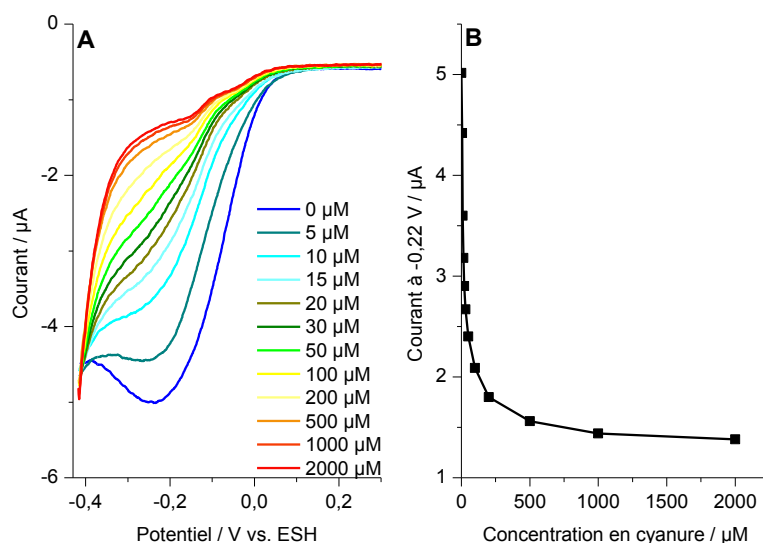 A
0
-2
-4
-6
Courant / µA
-0,4
-0,2
0,0
0,2
Potentiel / V vs. ESH
0 µM
5 µM
10 µM
15 µM
20 µM
30 µM
50 µM
100 µM
200 µM
500 µM
1000 µM
2000 µM
B
5
4
3
2
1
Courant à -0,22 V / µA
0
500
1000
1500
2000
Concentration en cyanure / µM